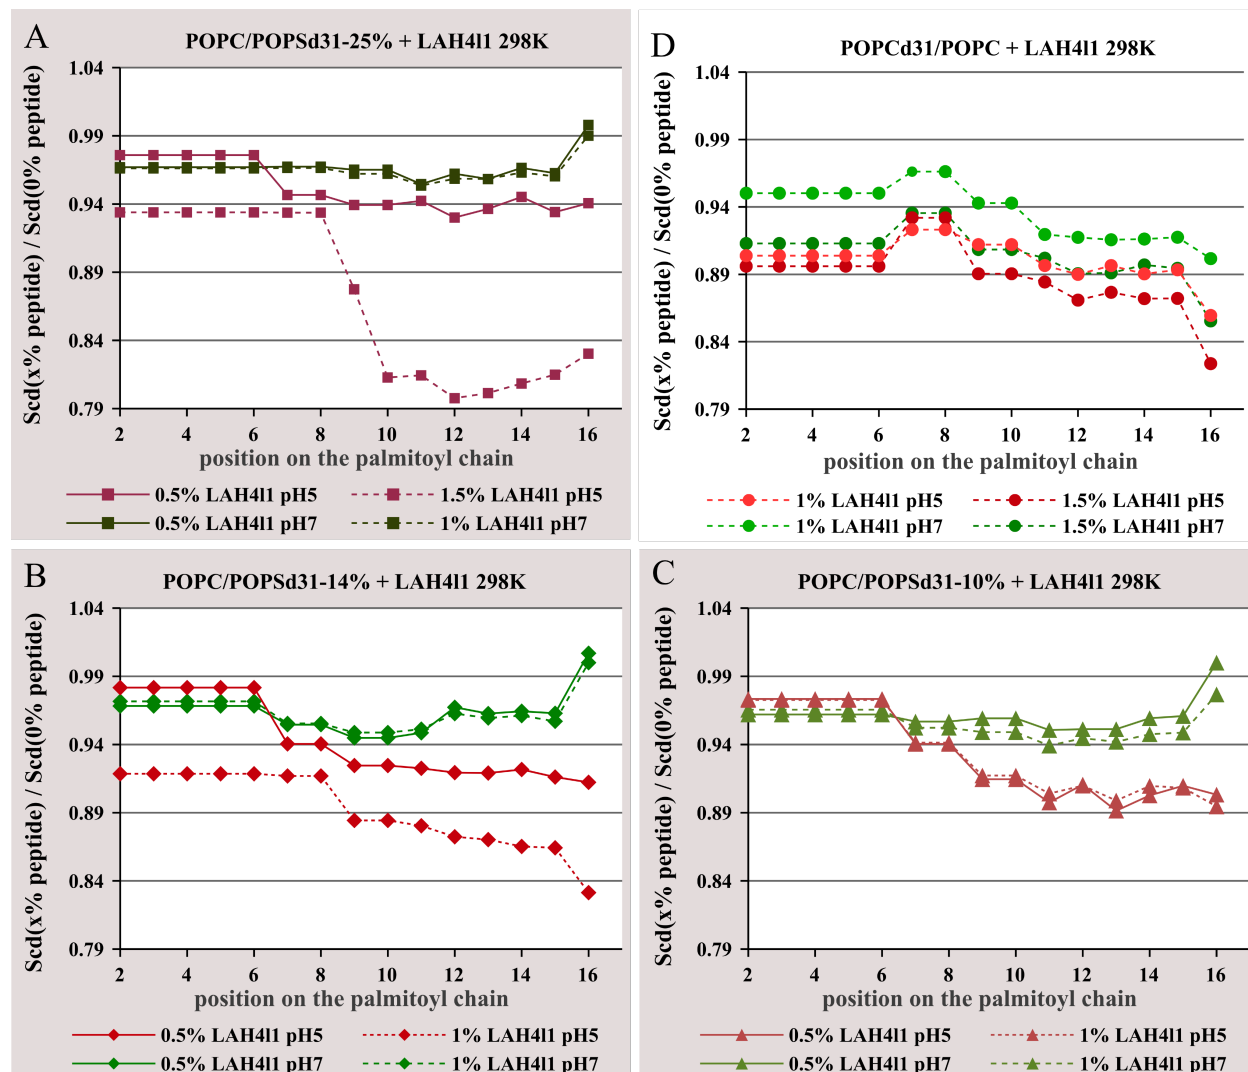 A
POPC/POPSd31-25% + LAH4l1 298K
Scd(x% peptide) / Scd(0% peptide)
1.04
0.99
0.94
0.89
0.84
0.79
2 4 6 8 10 12 14 16
position on the palmitoyl chain
0.5% LAH4l1 pH5 1.5% LAH4l1 pH5
0.5% LAH4l1 pH7 1% LAH4l1 pH7
D
POPCd31/POPC + LAH4l1 298K
Scd(x% peptide) / Scd(0% peptide)
1.04
0.99
0.94
0.89
0.84
0.79
2 4 6 8 10 12 14 16
position on the palmitoyl chain
1% LAH4l1 pH5 1.5% LAH4l1 pH5
1% LAH4l1 pH7 1.5% LAH4l1 pH7
B
POPC/POPSd31-14% + LAH4l1 298K
Scd(x% peptide) / Scd(0% peptide)
1.04
0.99
0.94
0.89
0.84
0.79
2 4 6 8 10 12 14 16
position on the palmitoyl chain
0.5% LAH4l1 pH5 1% LAH4l1 pH5
0.5% LAH4l1 pH7 1% LAH4l1 pH7
C
POPC/POPSd31-10% + LAH4l1 298K
Scd(x% peptide) / Scd(0% peptide)
1.04
0.99
0.94
0.89
0.84
0.79
2 4 6 8 10 12 14 16
position on the palmitoyl chain
0.5% LAH4l1 pH5 1% LAH4l1 pH5
0.5% LAH4l1 pH7 1% LAH4l1 pH7